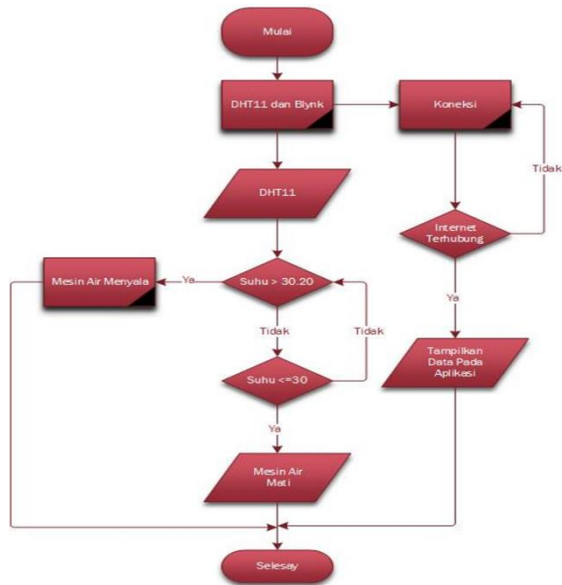 Mulai
DHT11 dan Blynk
Koneksi
Tidak
DHT11
Internet
Terhubung
Mesin Air Menyala
Ya
Suhu > 30.20
Ya
Tidak
Tidak
Tampilkan
Data Pada
Aplikasi
Suhu <=30
Ya
Mesin Air
Mati
Selesay